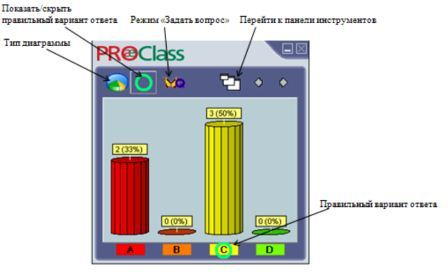 Показать/скрыть
правильный вариант ответа
Режим «Задать вопрос»
Перейти к панели инструментов
Тип диаграммы
PROClass
Q
3 (50%)
2 (33%)
0 (0%)
0 (0%)
Правильный вариант ответа
A
B
C
D